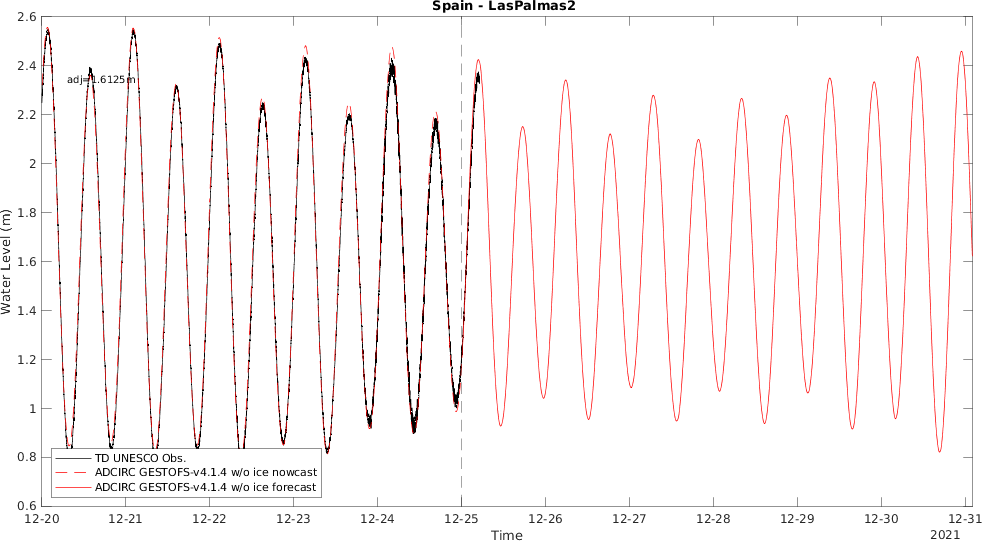 Spain - LasPalmas2
2.6
2.4
2.2
2
1.8
1.6
1.4
1.2
1
0.8
0.6
Water Level (m)
adj=1.6125 m
TD UNESCO Obs.
ADCIRC GESTOFS-v4.1.4 w/o ice nowcast
ADCIRC GESTOFS-v4.1.4 w/o ice forecast
12-20 12-21 12-22 12-23 12-24 12-25 12-26 12-27 12-28 12-29 12-30 12-31
Time
2021